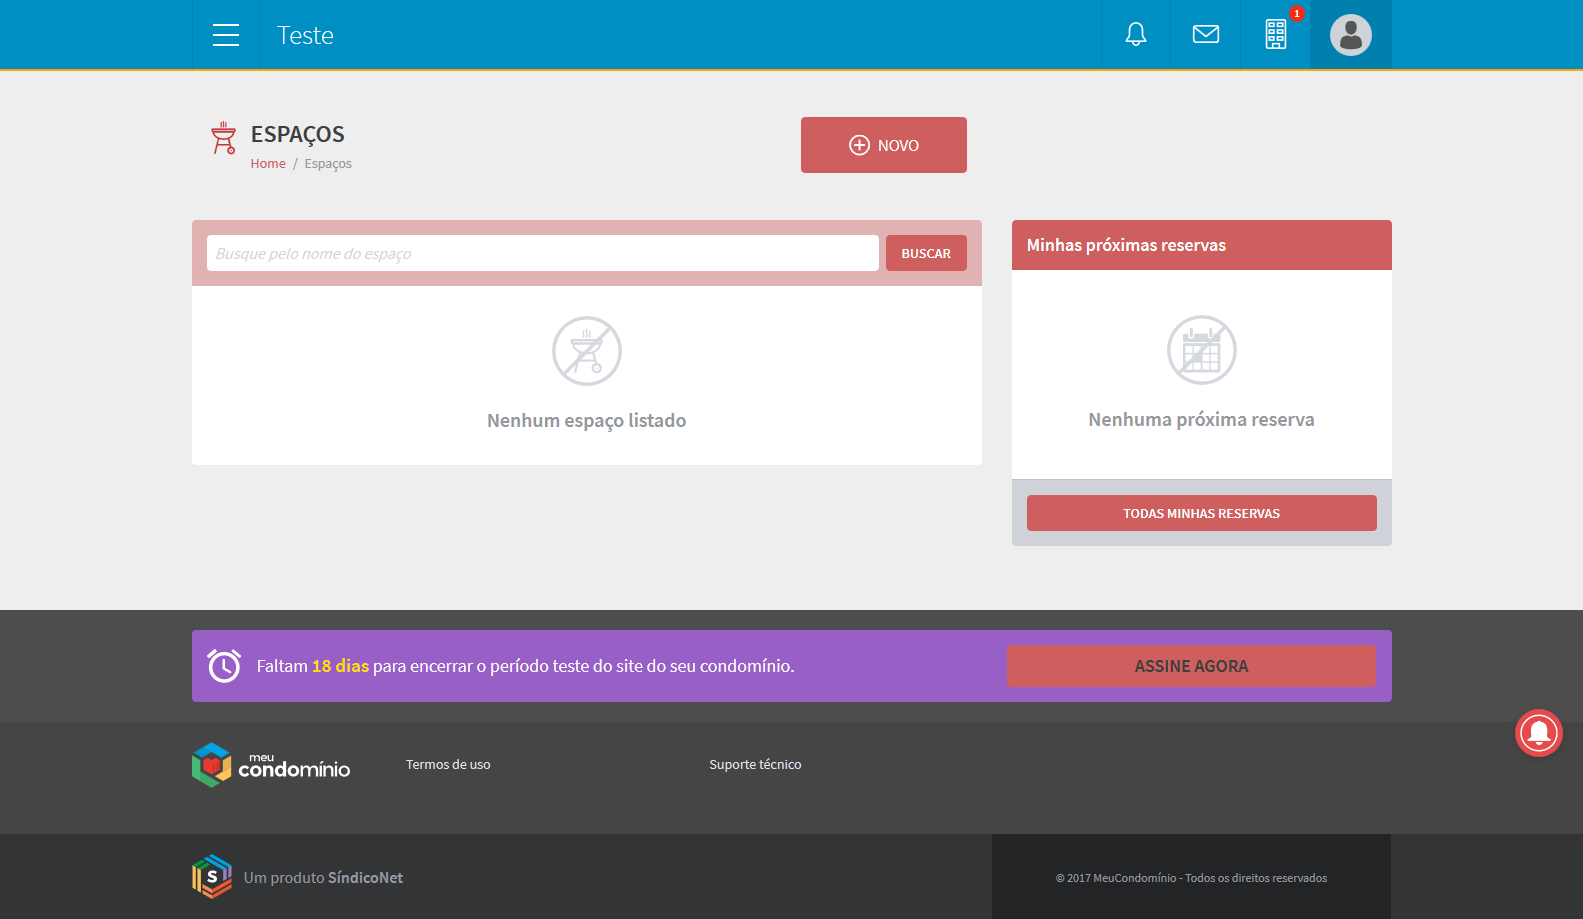 Teste
1
ESPAÇOS
Home / Espaços
NOVO
Busque pelo nome do espaço
BUSCAR
Nenhum espaço listado
Minhas próximas reservas
Nenhuma próxima reserva
TODAS MINHAS RESERVAS
Faltam 18 dias para encerrar o período teste do site do seu condomínio.
ASSINE AGORA
meu
condomínio
Termos de uso
Suporte técnico
S
Um produto SíndicoNet
© 2017 MeuCondomínio - Todos os direitos reservados